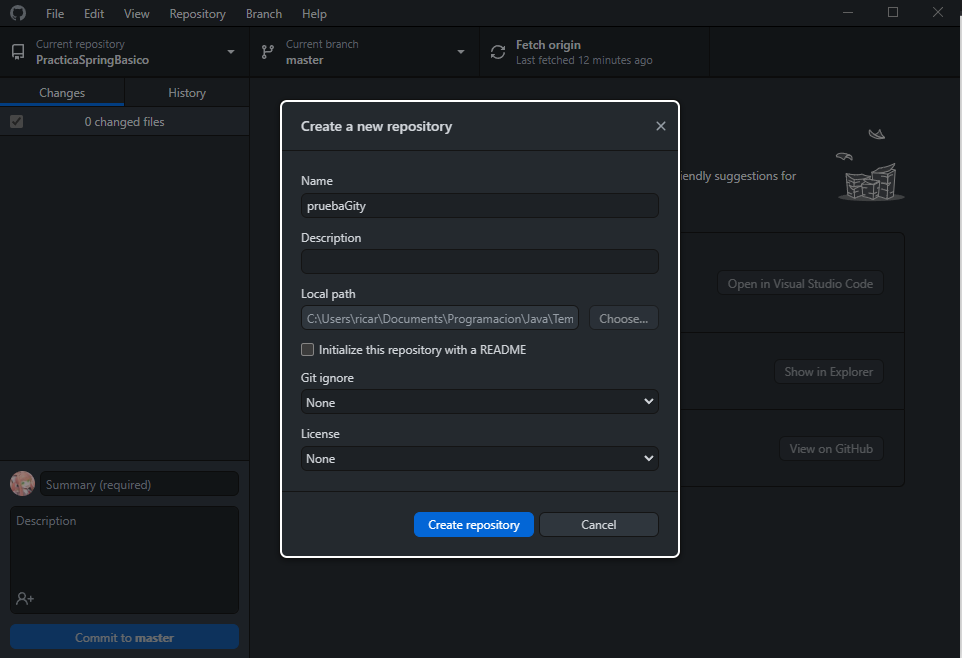 File Edit View Repository Branch Help
Current repository
PracticaSpringBasico
Current branch
master
Fetch origin
Last fetched 12 minutes ago
Changes History
0 changed files
Create a new repository
Name
pruebaGity
Description
Local path
C:\Users\ricar\Documents\Programacion\Java\Tem
Choose...
Initialize this repository with a README
Git ignore
None
License
None
Create repository
Cancel
iendly suggestions for
Open in Visual Studio Code
Show in Explorer
View on GitHub
Summary (required)
Description
Commit to master